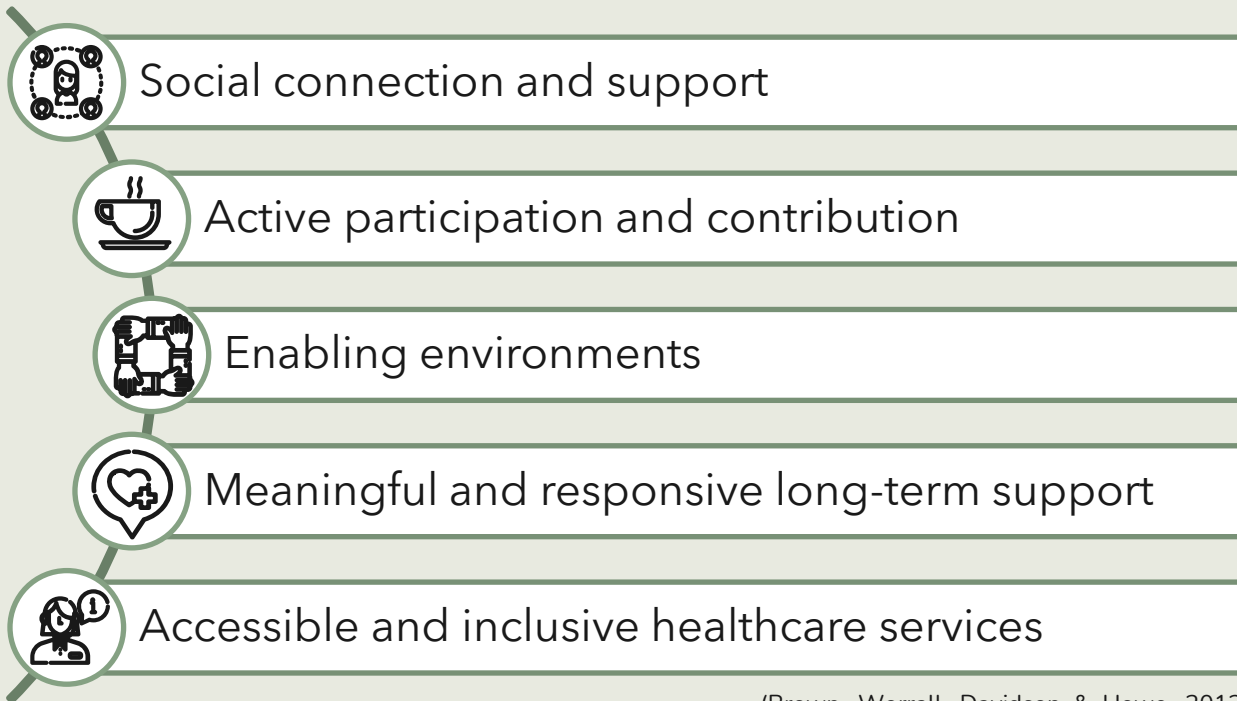 Social connection and support
Active participation and contribution
Enabling environments
Meaningful and responsive long-term support
Accessible and inclusive healthcare services
(Brown, Worrall, Davidson & Howe, 2012